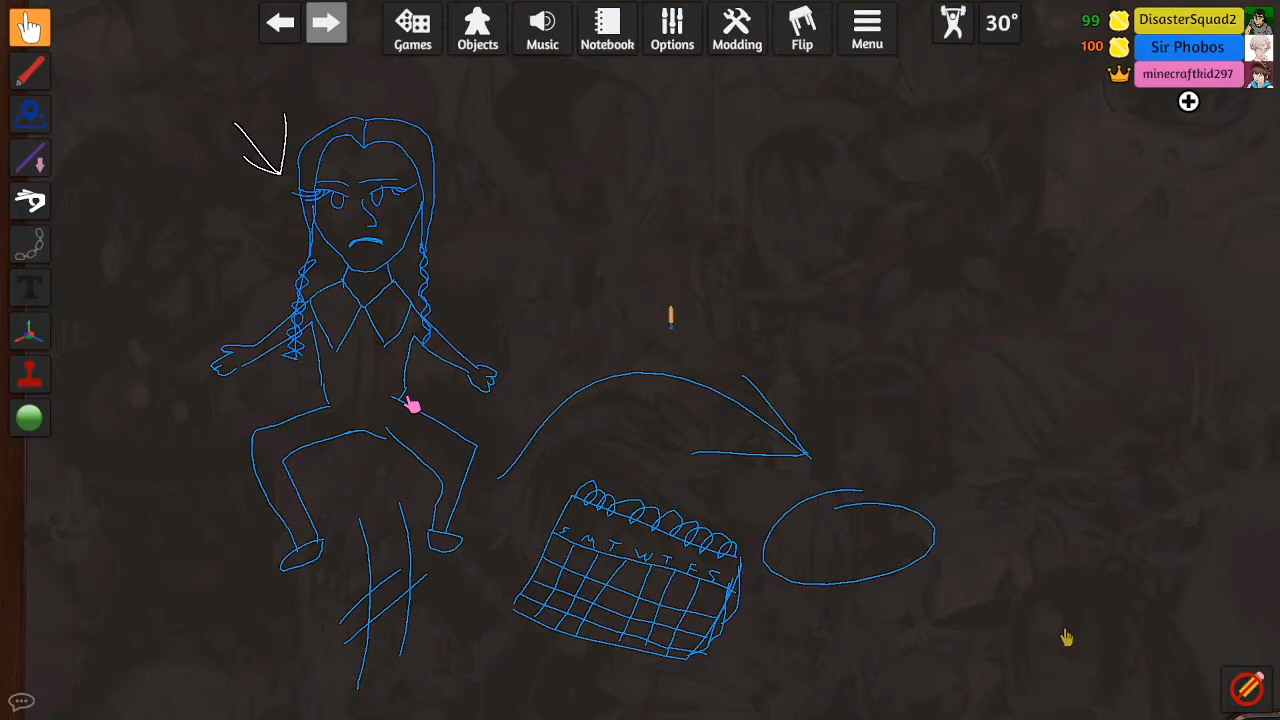 Games
Objects
Music
Notebook
Options
Modding
Flip
Menu
30°
99 DisasterSquad2
100 Sir Phobos
minecraftkid297
T
S M T W T F S